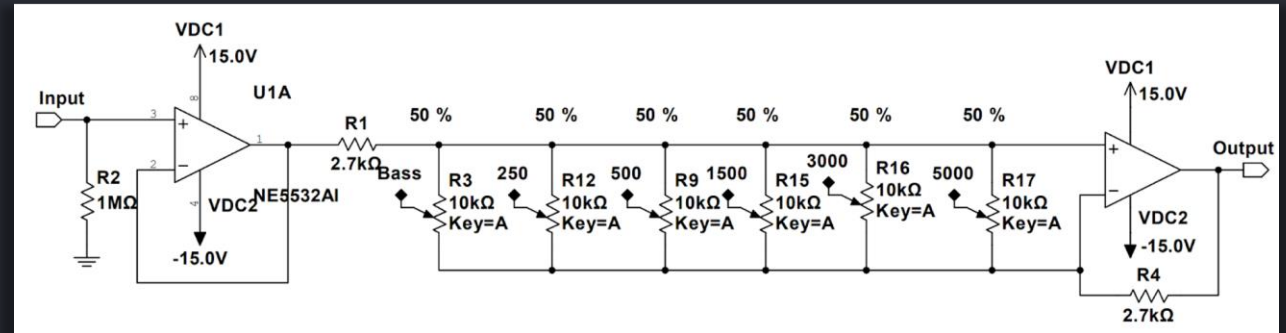 VDC1
15.0V
U1A
Input
8
3
1
2
4
R2
1MΩ
VDC2
NE5532AI
-15.0V
R1
2.7kΩ
50 %
50 %
50 %
50 %
50 %
50 %
Bass
R3
10kΩ
Key=A
250
R12
10kΩ
Key=A
500
R9
10kΩ
Key=A
1500
R15
10kΩ
Key=A
3000
R16
10kΩ
Key=A
5000
R17
10kΩ
Key=A
VDC1
15.0V
Output
VDC2
-15.0V
R4
2.7kΩ